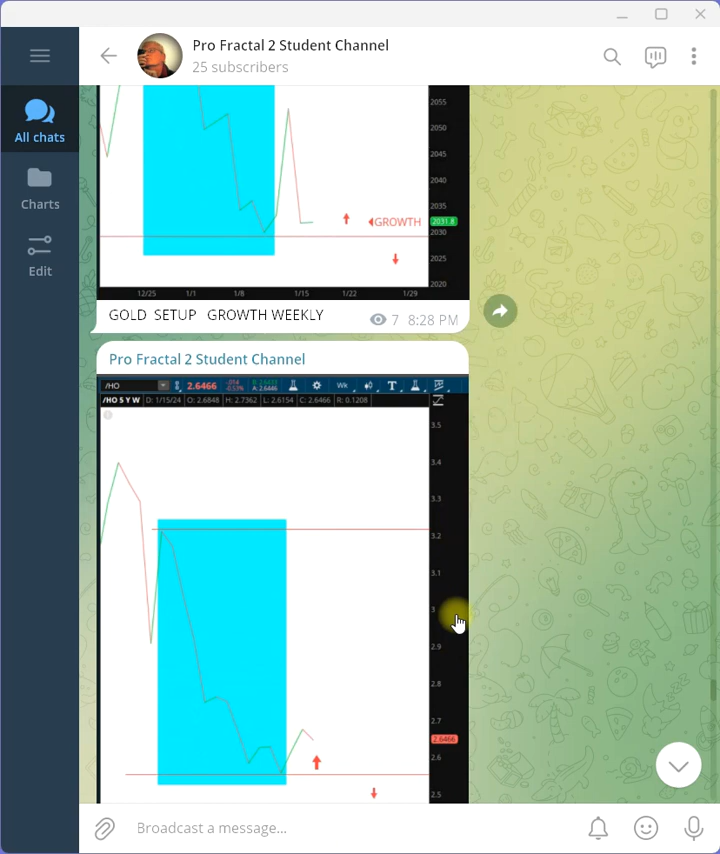 Pro Fractal 2 Student Channel
25 subscribers
All chats
Charts
Edit
2055
2050
2045
2040
2035
GROWTH
2031.8
2030
2025
2020
12/25
1/1
1/8
1/15
1/22
1/29
GOLD SETUP GROWTH WEEKLY
7 8:28 PM
Pro Fractal 2 Student Channel
/HO
2.6466
Wk
T
/HO 5 Y W D: 1/15/24 O: 2.6848 H: 2.7362 L: 2.6154 C: 2.6466 R: 0.1208
3.5
3.4
3.3
3.2
3.1
3
2.9
2.8
2.7
2.6466
2.6
2.5
Broadcast a message...